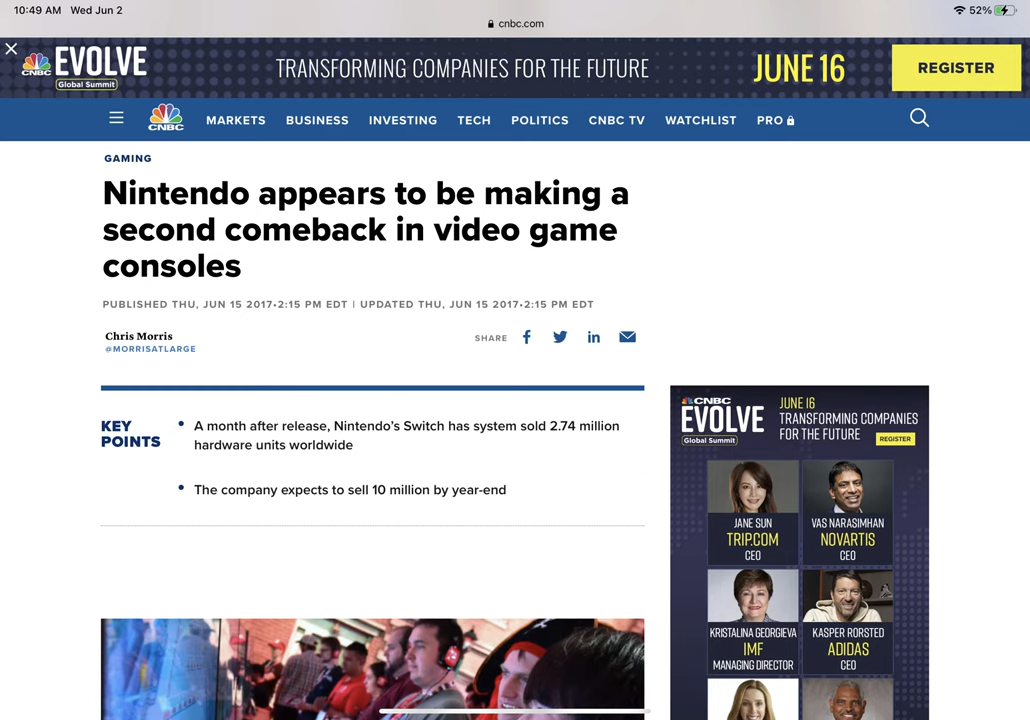 10:49 AM Wed Jun 2
52%
cnbc.com
CNBC EVOLVE
Global Summit
TRANSFORMING COMPANIES FOR THE FUTURE
JUNE 16
REGISTER
CNBC
MARKETS BUSINESS INVESTING TECH POLITICS CNBC TV WATCHLIST PRO
GAMING
Nintendo appears to be making a
second comeback in video game
consoles
PUBLISHED THU, JUN 15 2017•2:15 PM EDT | UPDATED THU, JUN 15 2017•2:15 PM EDT
Chris Morris
@MORRISATLARGE
SHARE
KEY
POINTS
• A month after release, Nintendo's Switch has system sold 2.74 million
hardware units worldwide
• The company expects to sell 10 million by year-end
CNBC
EVOLVE
Global Summit
JUNE 16
TRANSFORMING COMPANIES
FOR THE FUTURE
REGISTER
JANE SUN
TRIP.COM
CEO
VAS NARASIMHAN
NOVARTIS
CEO
KRISTALINA GEORGIEVA
IMF
MANAGING DIRECTOR
KASPER RORSTED
ADIDAS
CEO